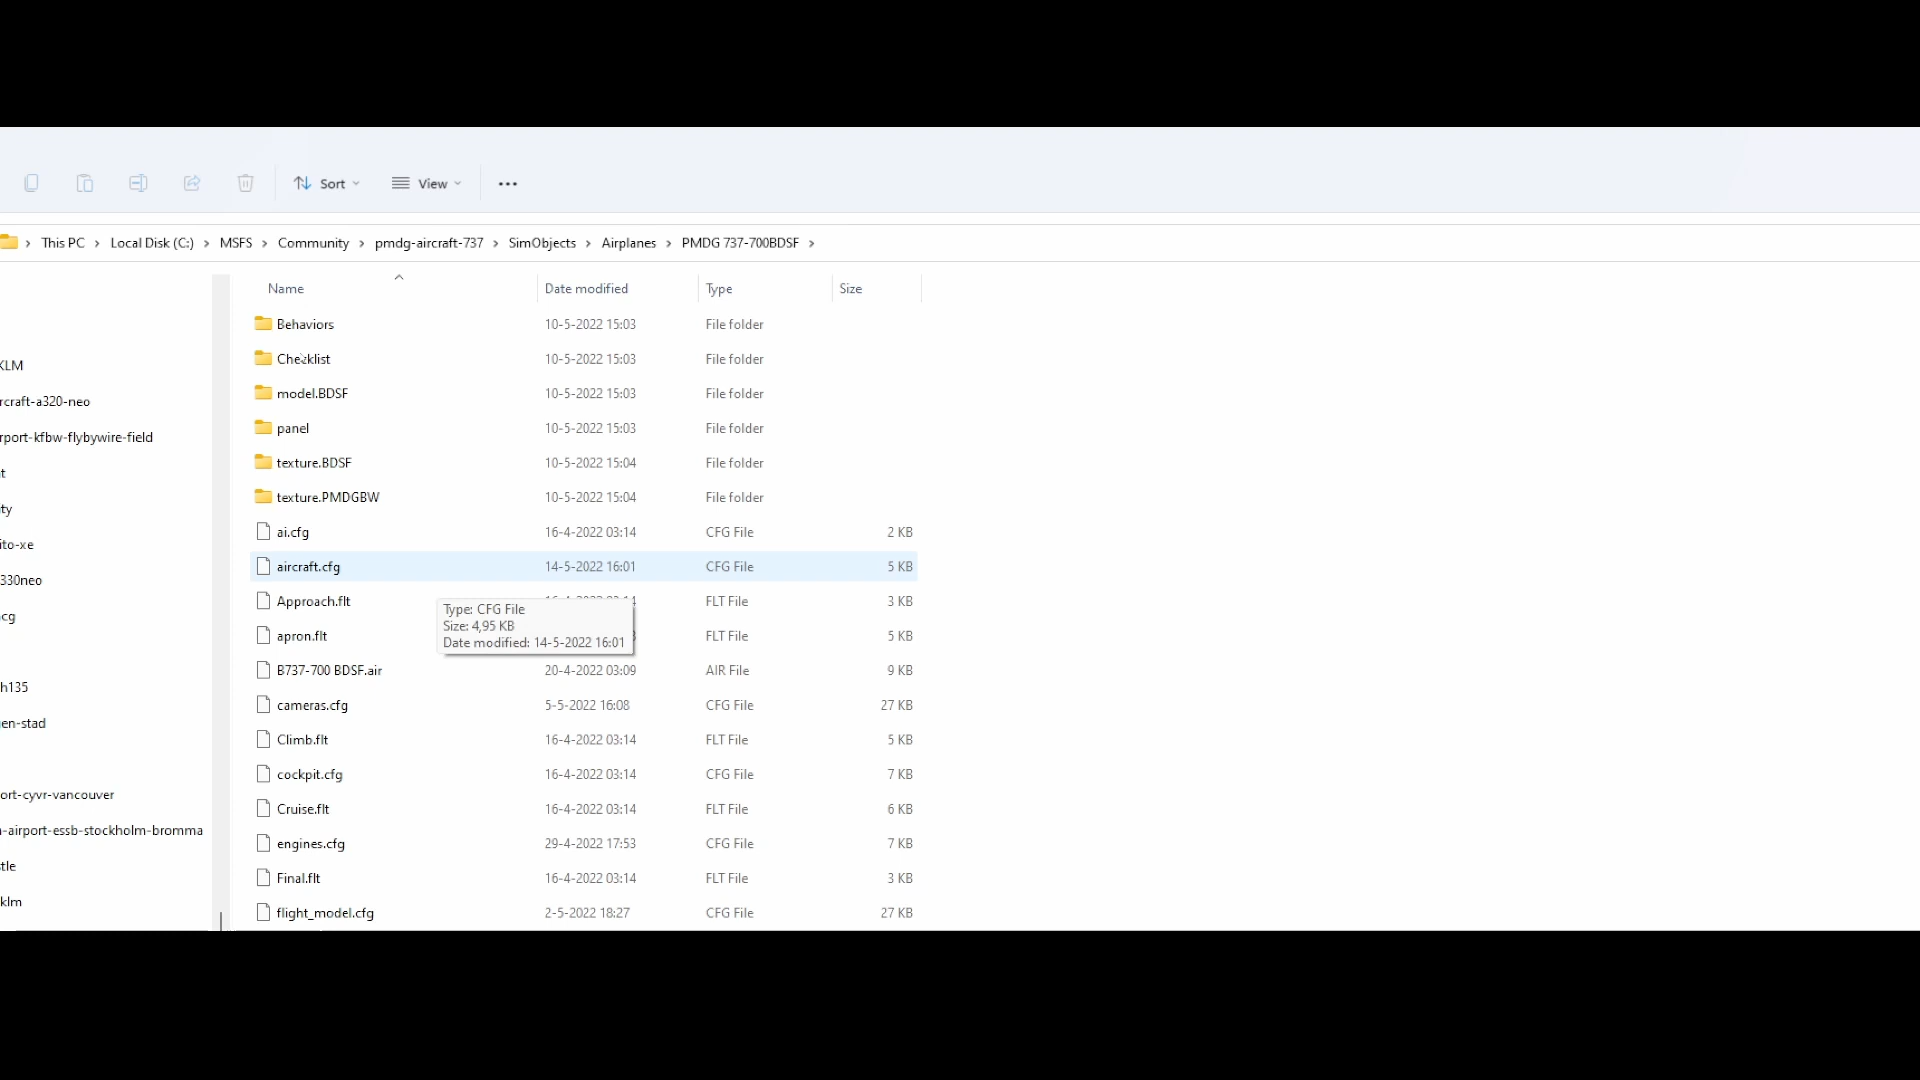 Sort
View
This PC > Local Disk (C:) > MSFS > Community > pmdg-aircraft-737 > SimObjects > Airplanes > PMDG 737-700BDSF >
Name Date modified Type Size
Behaviors 10-5-2022 15:03 File folder
Checklist 10-5-2022 15:03 File folder
model.BDSF 10-5-2022 15:03 File folder
panel 10-5-2022 15:03 File folder
texture.BDSF 10-5-2022 15:04 File folder
texture.PMDGBW 10-5-2022 15:04 File folder
ai.cfg 16-4-2022 03:14 CFG File 2 KB
aircraft.cfg 14-5-2022 16:01 CFG File 5 KB
Approach.flt FLT File 3 KB
apron.flt FLT File 5 KB
B737-700 BDSF.air 20-4-2022 03:09 AIR File 9 KB
cameras.cfg 5-5-2022 16:08 CFG File 27 KB
Climb.flt 16-4-2022 03:14 FLT File 5 KB
cockpit.cfg 16-4-2022 03:14 CFG File 7 KB
Cruise.flt 16-4-2022 03:14 FLT File 6 KB
engines.cfg 29-4-2022 17:53 CFG File 7 KB
Final.flt 16-4-2022 03:14 FLT File 3 KB
flight_model.cfg 2-5-2022 18:27 CFG File 27 KB
Type: CFG File
Size: 4,95 KB
Date modified: 14-5-2022 16:01
KLM
rcraft-a320-neo
rport-kfbw-flybywire-field
t
ty
ito-xe
330neo
cg
h135
en-stad
ort-cyvr-vancouver
-airport-essb-stockholm-bromma
tle
klm